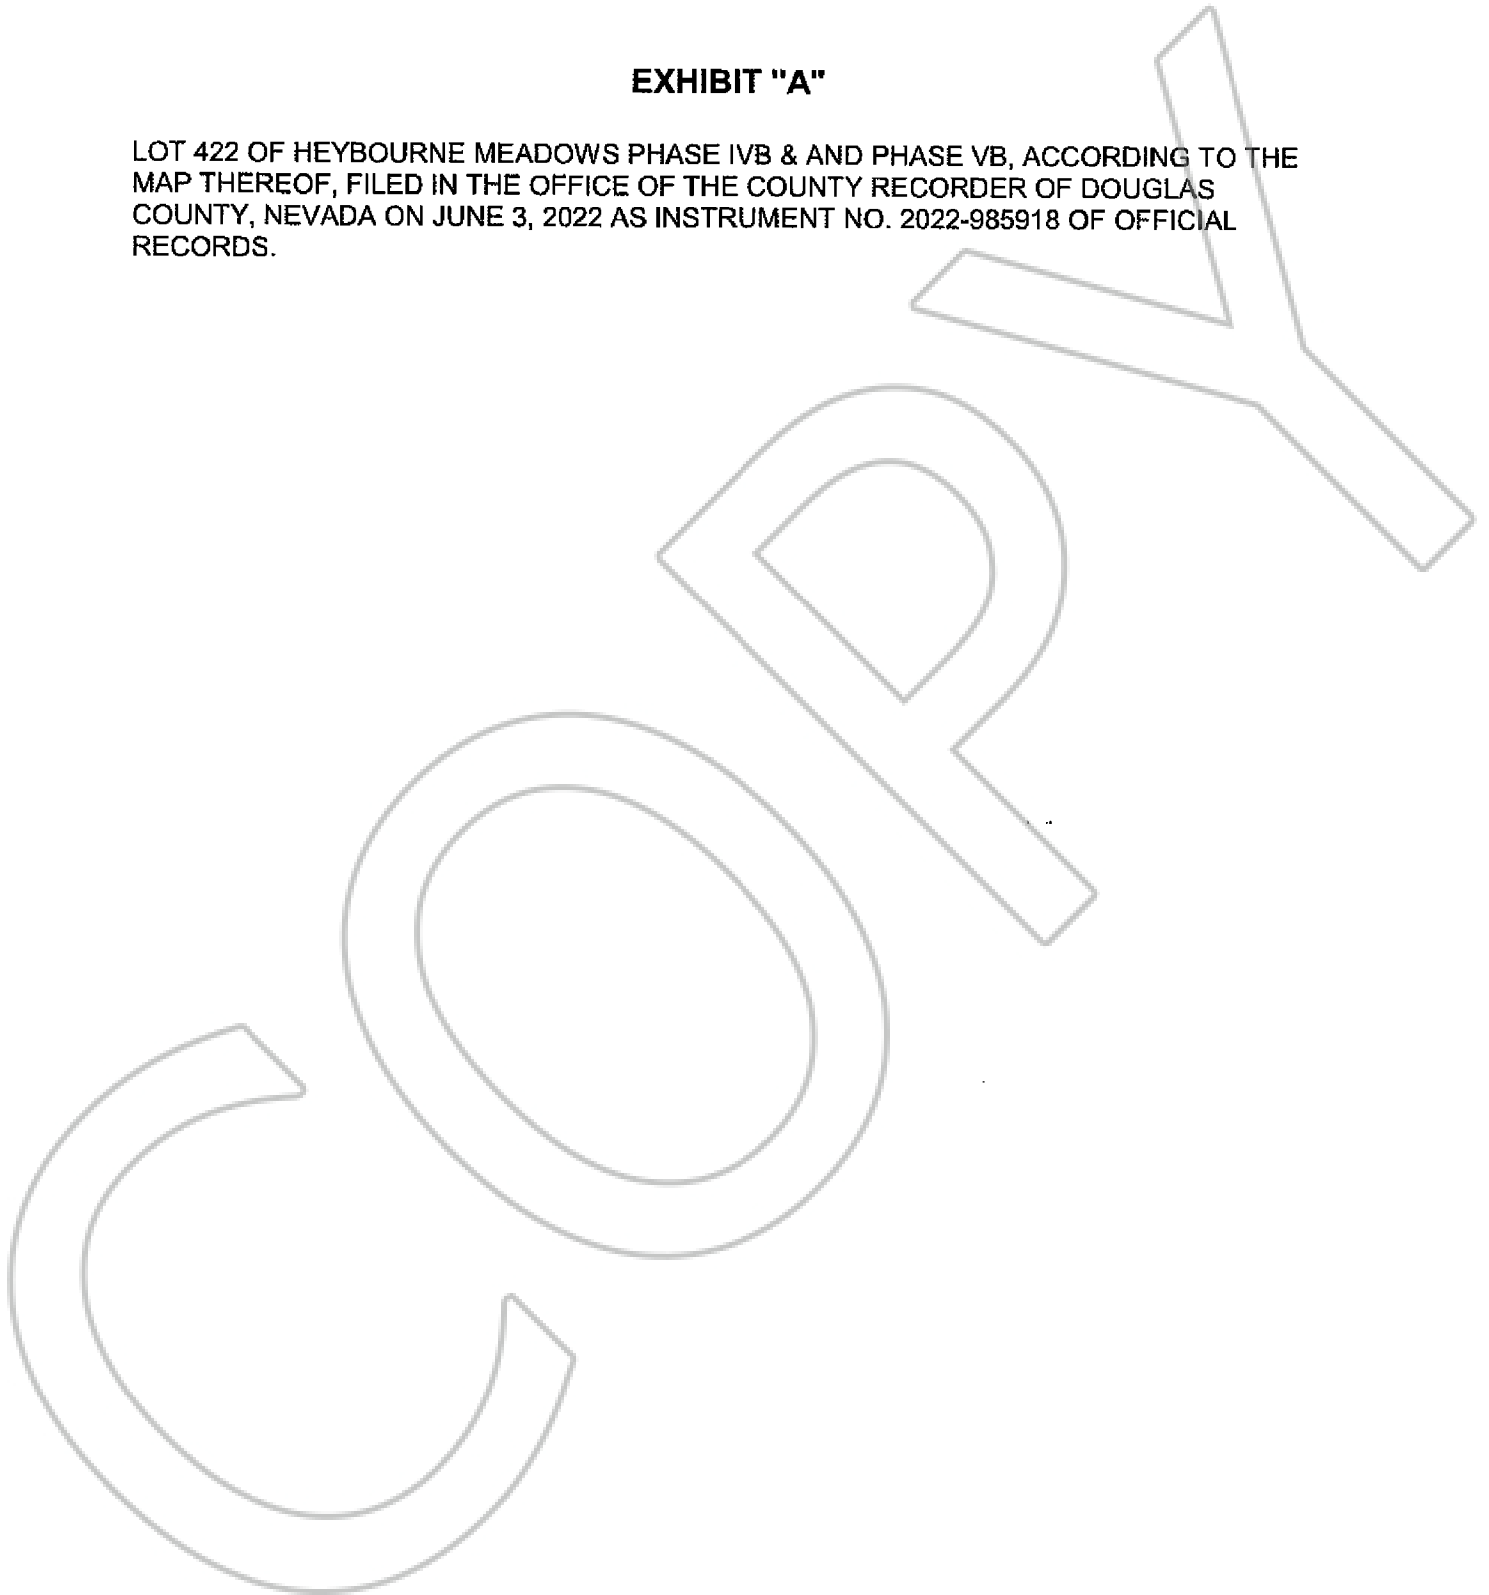 EXHIBIT "A"
LOT 422 OF HEYBOURNE MEADOWS PHASE IVB & AND PHASE VB, ACCORDING TO THE
MAP THEREOF, FILED IN THE OFFICE OF THE COUNTY RECORDER OF DOUGLAS
COUNTY, NEVADA ON JUNE 3, 2022 AS INSTRUMENT NO. 2022-985918 OF OFFICIAL
RECORDS.
COPY